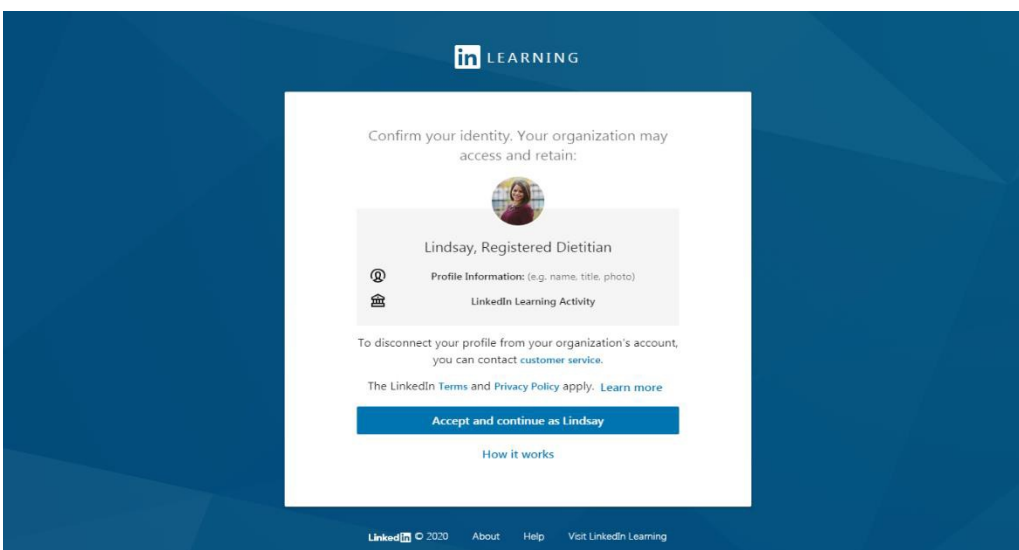 in LEARNING
Confirm your identity. Your organization may
access and retain:
Lindsay, Registered Dietitian
Profile Information: (e.g. name, title, photo)
LinkedIn Learning Activity
To disconnect your profile from your organization's account,
you can contact customer service.
The LinkedIn Terms and Privacy Policy apply. Learn more
Accept and continue as Lindsay
How it works
Linked in © 2020 About Help Visit LinkedIn Learning